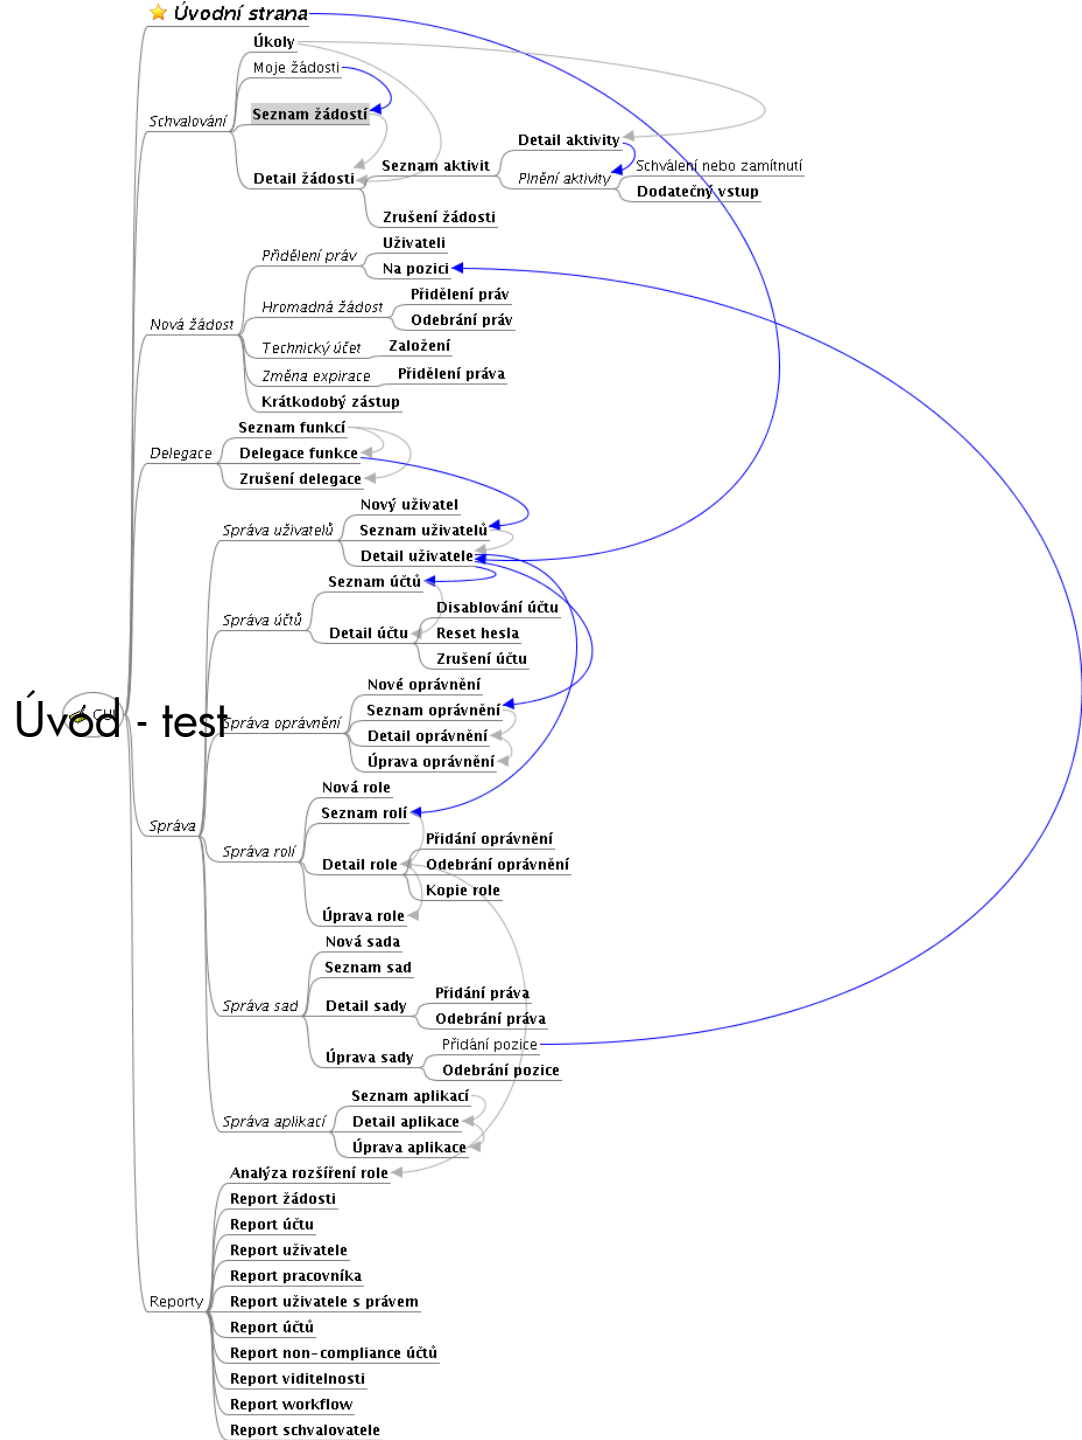 Úvodní strana
Úkoly
Moje žádosti
Schvalování
Seznam žádostí
Detail aktivity
Seznam aktivit
Schválení nebo zamítnutí
Detail žádosti
Plnění aktivity
Dodatečný vstup
Zrušení žádosti
Uživateli
Přidělení práv
Na pozici
Přidělení práv
Hromadná žádost
Odebrání práv
Nová žádost
Technický účet
Založení
Změna expirace
Přidělení práva
Krátkodobý zástup
Seznam funkcí
Delegace
Delegace funkce
Zrušení delegace
Nový uživatel
Správa uživatelů
Seznam uživatelů
Detail uživatele
Seznam účtů
Disablování účtu
Správa účtů
Detail účtu
Reset hesla
Zrušení účtu
Nové oprávnění
Seznam oprávnění
Úvod - test
Správa oprávnění
Detail oprávnění
Úprava oprávnění
Nová role
Seznam rolí
Správa
Přidání oprávnění
Správa rolí
Detail role
Odebrání oprávnění
Kopie role
Úprava role
Nová sada
Seznam sad
Přidání práva
Správa sad
Detail sady
Odebrání práva
Přidání pozice
Úprava sady
Odebrání pozice
Seznam aplikací
Správa aplikací
Detail aplikace
Úprava aplikace
Analýza rozšíření role
Report žádosti
Report účtu
Report uživatele
Report pracovníka
Reporty
Report uživatele s právem
Report účtů
Report non-compliance účtů
Report viditelnosti
Report workflow
Report schvalovatele